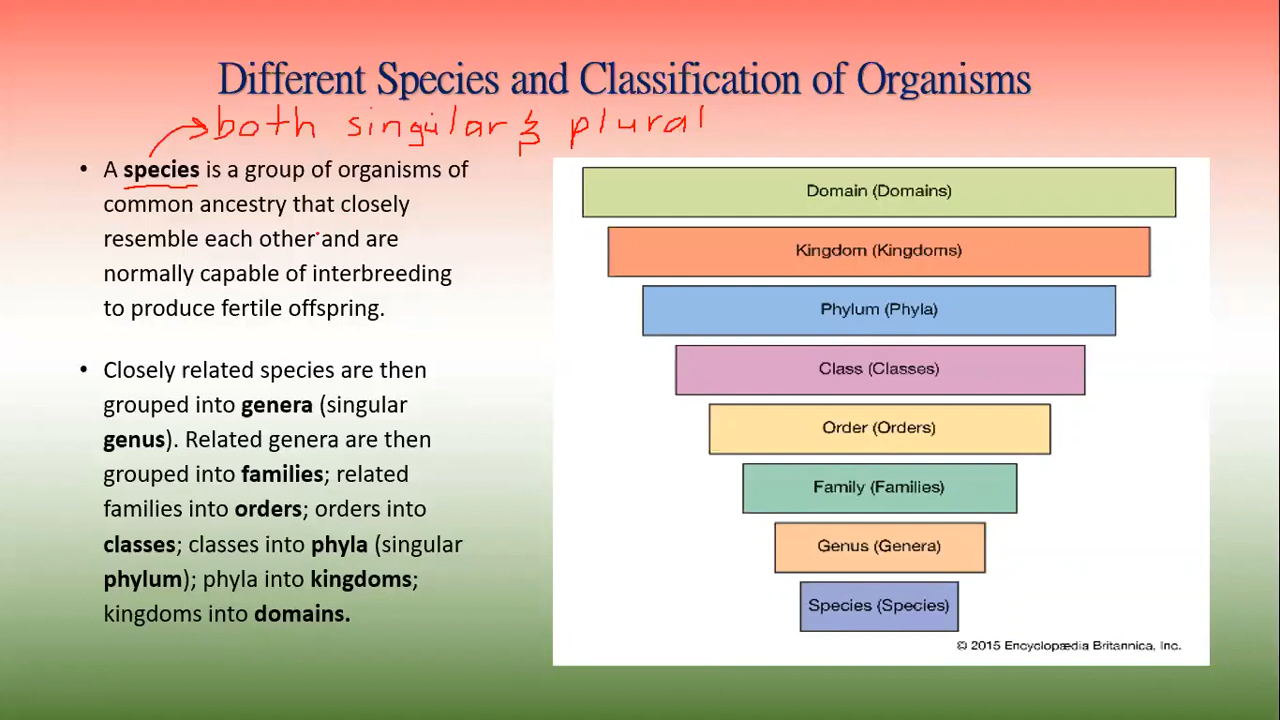 Different Species and Classification of Organisms
both singular & plural
• A species is a group of organisms of
common ancestry that closely
resemble each other and are
normally capable of interbreeding
to produce fertile offspring.
• Closely related species are then
grouped into genera (singular
genus). Related genera are then
grouped into families; related
families into orders; orders into
classes; classes into phyla (singular
phylum); phyla into kingdoms;
kingdoms into domains.
Domain (Domains)
Kingdom (Kingdoms)
Phylum (Phyla)
Class (Classes)
Order (Orders)
Family (Families)
Genus (Genera)
Species (Species)
© 2015 Encyclopædia Britannica, Inc.